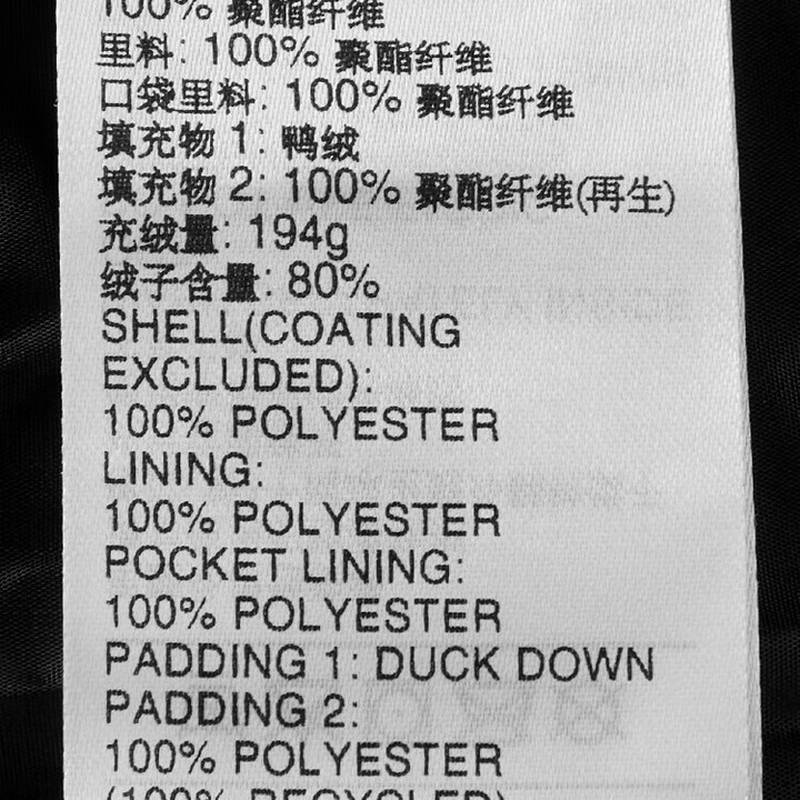 100% 聚酯纤维
里料: 100% 聚酯纤维
口袋里料: 100% 聚酯纤维
填充物 1: 鸭绒
填充物 2: 100% 聚酯纤维(再生)
充绒量: 194g
绒子含量: 80%
SHELL(COATING
EXCLUDED):
100% POLYESTER
LINING:
100% POLYESTER
POCKET LINING:
100% POLYESTER
PADDING 1: DUCK DOWN
PADDING 2:
100% POLYESTER
(100% RECYCLED)